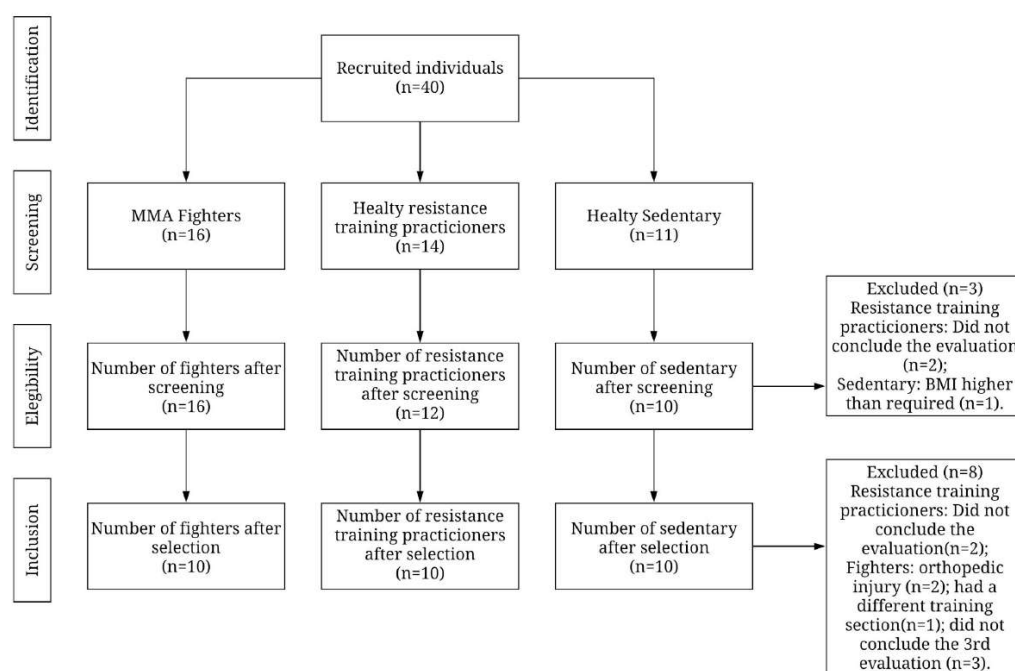 Identification
Recruited individuals
(n=40)
Screening
MMA Fighters
(n=16)
Healty resistance
training practicioners
(n=14)
Healty Sedentary
(n=11)
Elegibility
Number of fighters after
screening
(n=16)
Number of resistance
training practicioners
after screening
(n=12)
Number of sedentary
after screening
(n=10)
Excluded (n=3)
Resistance training
practicioners: Did not
conclude the evaluation
(n=2);
Sedentary: BMI higher
than required (n=1).
Inclusion
Number of fighters after
selection
(n=10)
Number of resistance
training practicioners
after selection
(n=10)
Number of sedentary
after selection
(n=10)
Excluded (n=8)
Resistance training
practicioners: Did not
conclude the
evaluation(n=2);
Fighters: orthopedic
injury (n=2); had a
different training
section(n=1); did not
conclude the 3rd
evaluation (n=3).